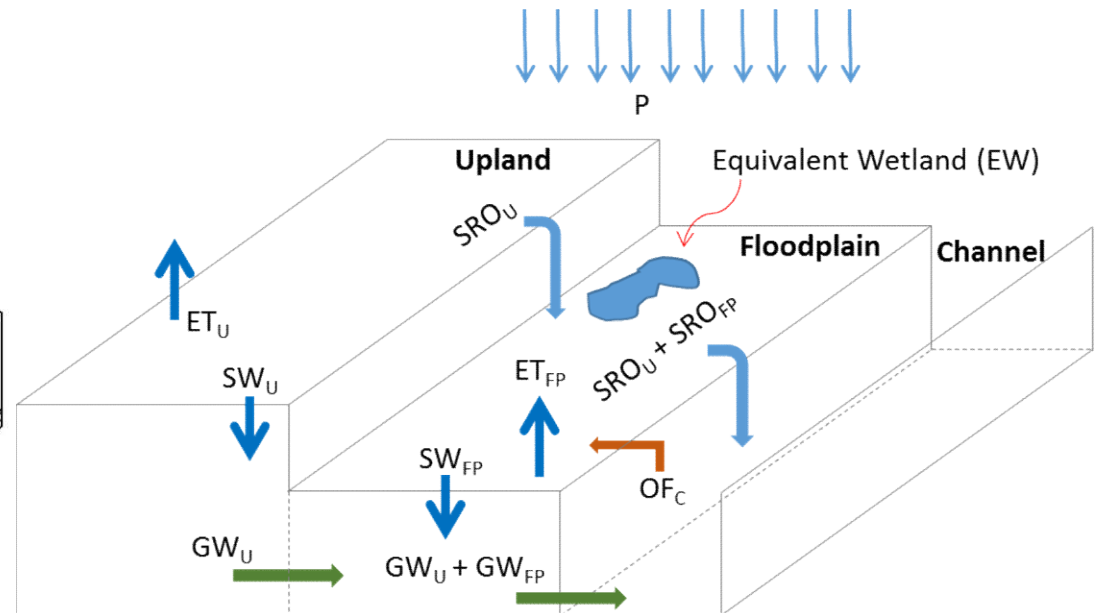 P
Upland
Equivalent Wetland (EW)
SROU
Floodplain
Channel
ETU
SROU + SROFP
SWU
ETFP
SWFP
OFC
GWU
GWU + GWFP